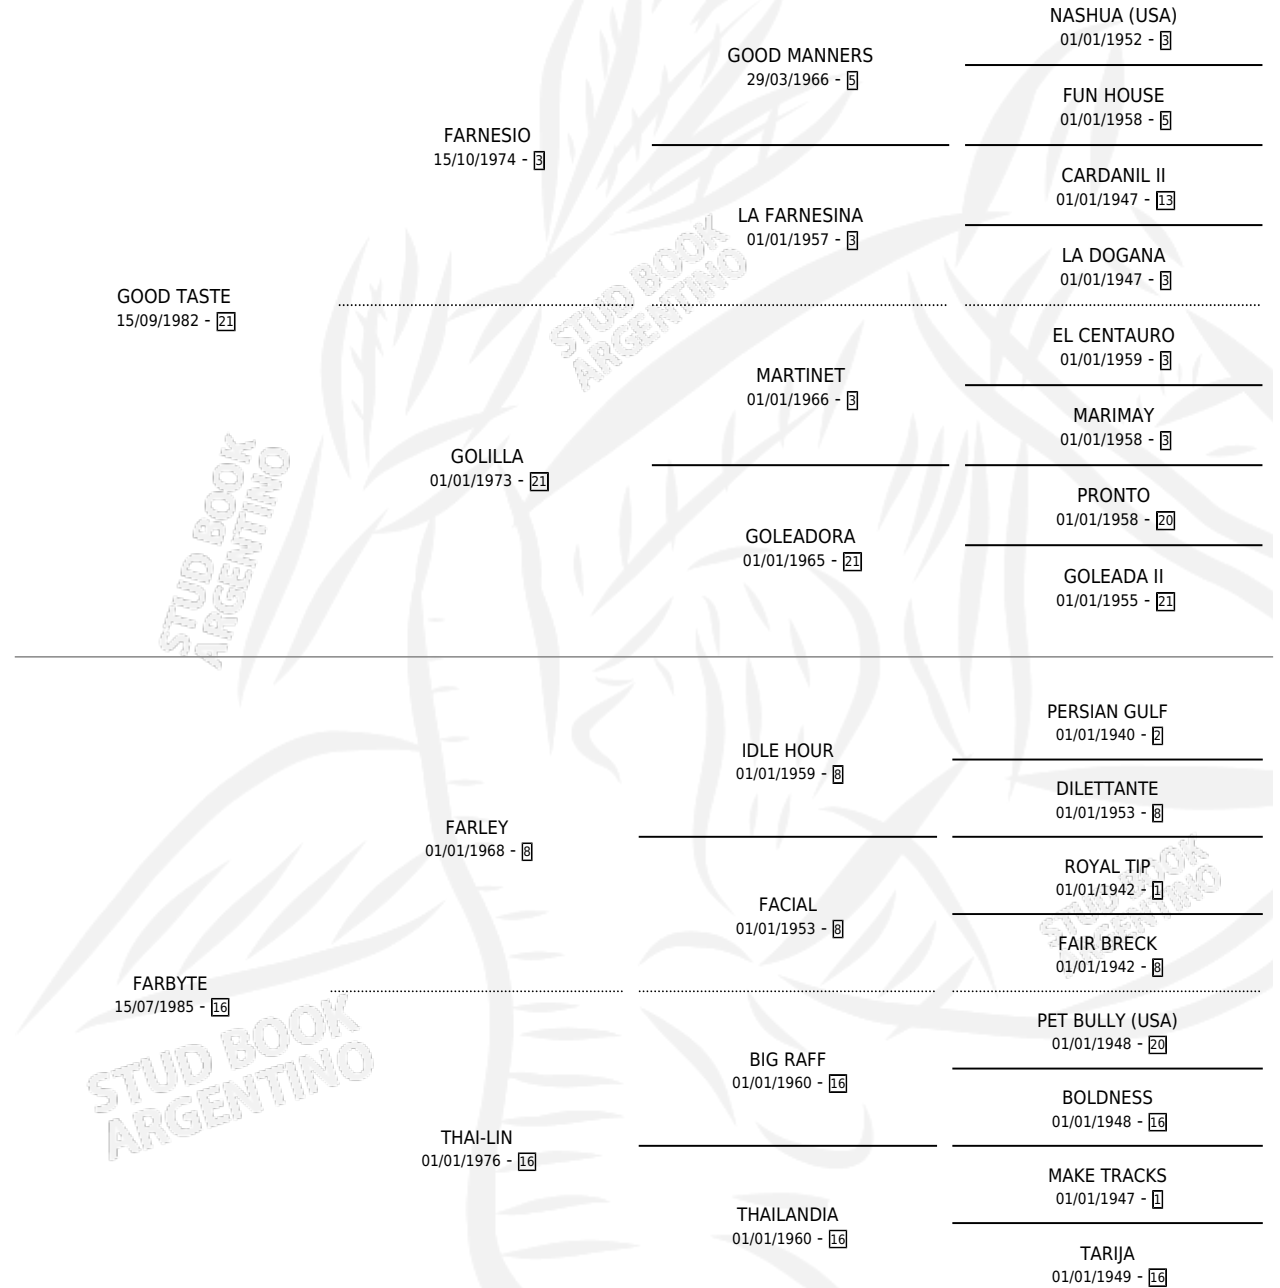 NASHUA (USA)
01/01/1952 - 3
GOOD MANNERS
29/03/1966 - 5
FUN HOUSE
01/01/1958 - 5
FARNESIO
15/10/1974 - 3
CARDANIL II
01/01/1947 - 13
LA FARNESINA
01/01/1957 - 3
LA DOGANA
01/01/1947 - 3
GOOD TASTE
15/09/1982 - 21
EL CENTAURO
01/01/1959 - 3
MARTINET
01/01/1966 - 3
MARIMAY
01/01/1958 - 3
GOLILLA
01/01/1973 - 21
PRONTO
01/01/1958 - 20
GOLEADORA
01/01/1965 - 21
GOLEADA II
01/01/1955 - 21
STUD BOOK
ARGENTINO
STUD BOOK
ARGENTINO
PERSIAN GULF
01/01/1940 - 2
IDLE HOUR
01/01/1959 - 8
DILETTANTE
01/01/1953 - 8
FARLEY
01/01/1968 - 8
ROYAL TIP
01/01/1942 - 1
FACIAL
01/01/1953 - 8
FAIR BRECK
01/01/1942 - 8
STUD BOOK
ARGENTINO
FARBYTE
15/07/1985 - 16
PET BULLY (USA)
01/01/1948 - 20
BIG RAFF
01/01/1960 - 16
BOLDNESS
01/01/1948 - 16
STUD BOOK
ARGENTINO
THAI-LIN
01/01/1976 - 16
MAKE TRACKS
01/01/1947 - 1
THAILANDIA
01/01/1960 - 16
TARIJA
01/01/1949 - 16